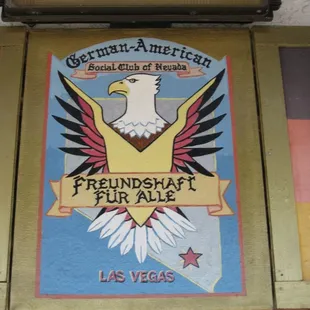 German-American
Social Club of Nevada
FREUNDSHAFT
FÜR ALLE
LAS VEGAS